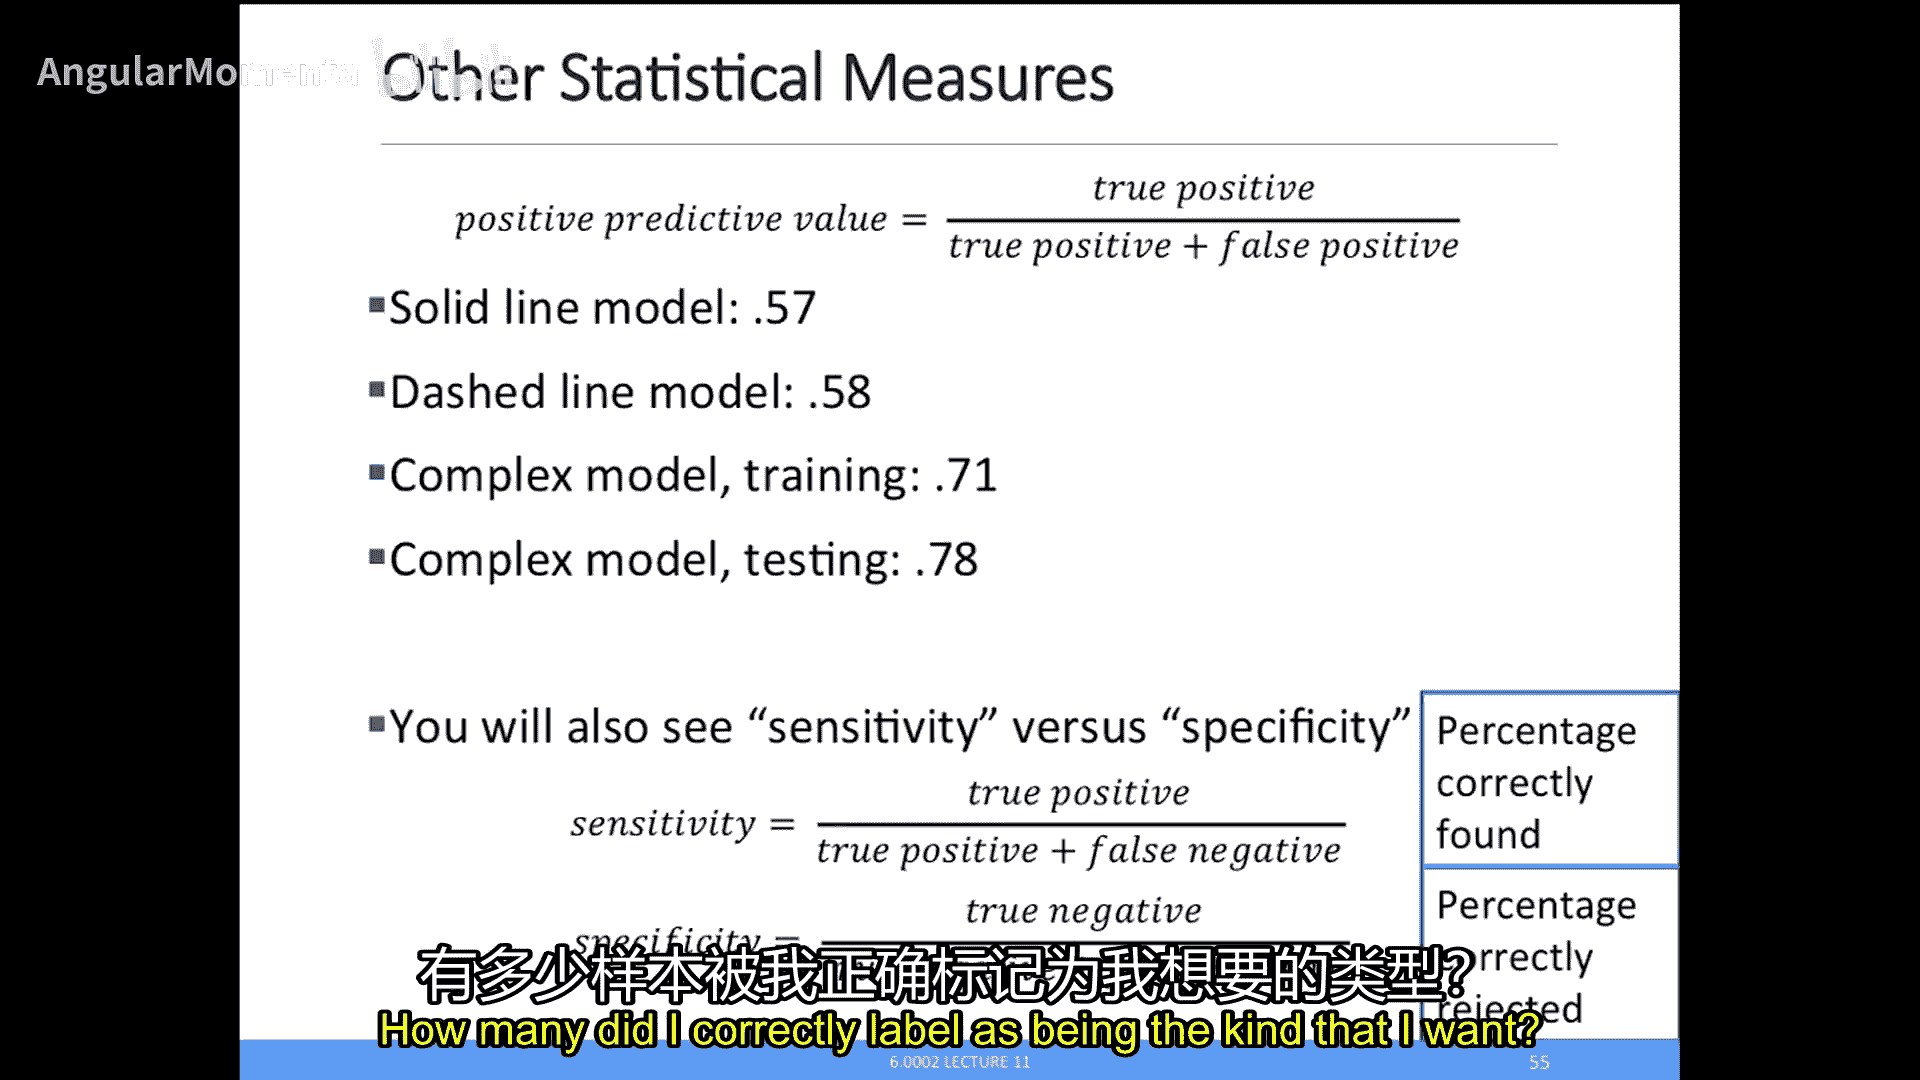 AngularMomenta
Other Statistical Measures
positive predictive value = true positive / true positive + false positive
▪Solid line model: .57
▪Dashed line model: .58
▪Complex model, training: .71
▪Complex model, testing: .78
▪You will also see “sensitivity” versus “specificity”
sensitivity = true positive / true positive + false negative
specificity = true negative
Percentage
correctly
found
Percentage
correctly
rejected
有多少样本被我正确标记为我想要的类型?
How many did I correctly label as being the kind that I want?
6.0002 LECTURE 11
55